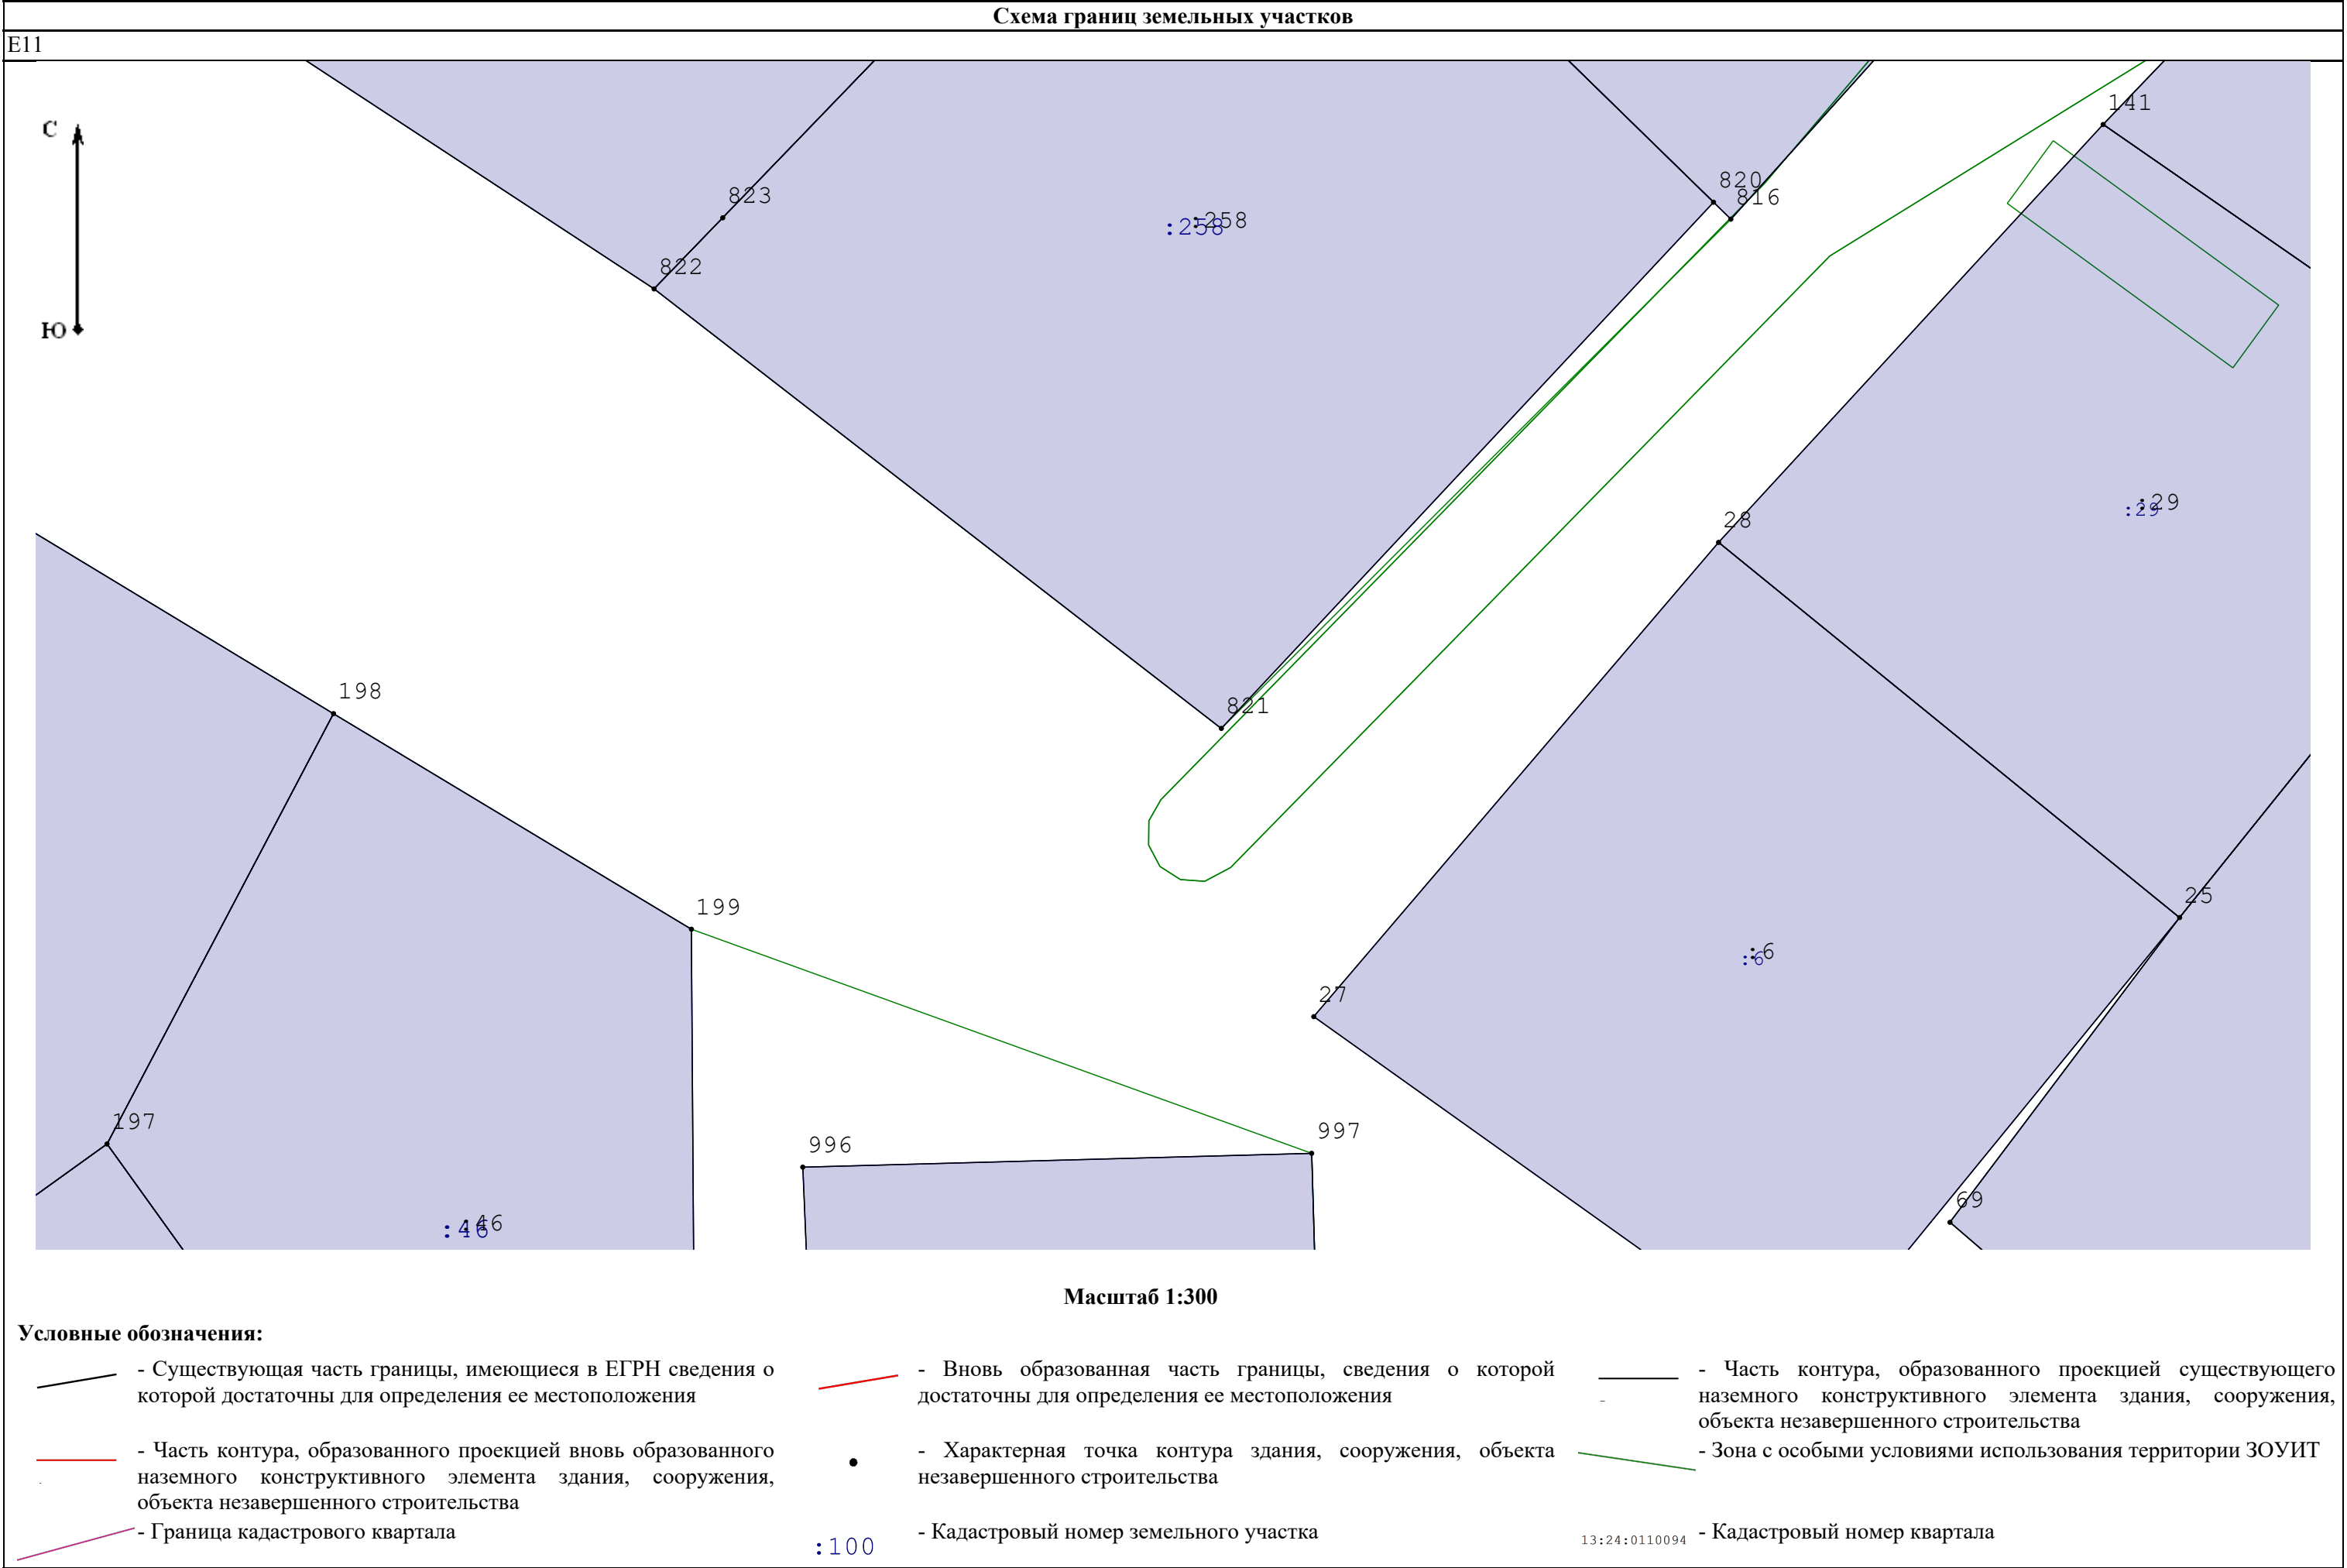 Схема границ земельных участков
Е11
141
С
820
823
816
:258
:258
822
Ю
:29
:29
28
198
821
25
199
:6
:6
27
197
997
996
69
:46
:46
Масштаб 1:300
Условные обозначения:
- Существующая часть границы, имеющиеся в ЕГРН сведения о
которой достаточны для определения ее местоположения
- Вновь образованная часть границы, сведения о которой
достаточны для определения ее местоположения
- Часть контура, образованного проекцией существующего
наземного конструктивного элемента здания, сооружения,
объекта незавершенного строительства
- Часть контура, образованного проекцией вновь образованного
наземного конструктивного элемента здания, сооружения,
объекта незавершенного строительства
- Характерная точка контура здания, сооружения, объекта
незавершенного строительства
- Зона с особыми условиями использования территории ЗОУИТ
- Граница кадастрового квартала
:100
- Кадастровый номер земельного участка
13:24:0110094
- Кадастровый номер квартала